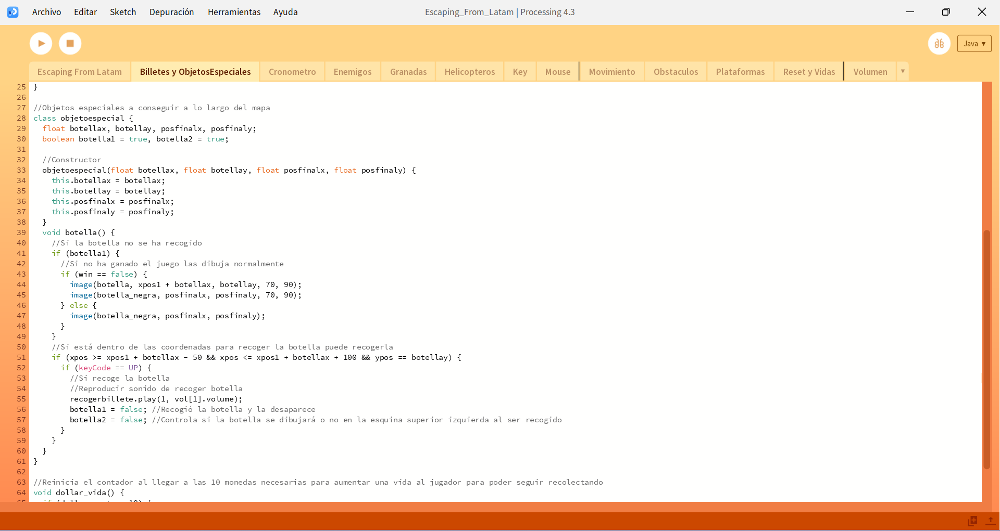 Archivo Editar Sketch Depuración Herramientas Ayuda Escaping_From_Latam | Processing 4.3
Java ▾
Escaping From Latam Billetes y ObjetosEspeciales Cronometro Enemigos Granadas Helicopteros Key Mouse Movimiento Obstaculos Plataformas Reset y Vidas Volumen ▾
25 }
26
27 //Objetos especiales a conseguir a lo largo del mapa
28 class objetoespecial {
29   float botellax, botellay, posfinalx, posfinaly;
30   boolean botella1 = true, botella2 = true;
31
32   //Constructor
33   objetoespecial(float botellax, float botellay, float posfinalx, float posfinaly) {
34     this.botellax = botellax;
35     this.botellay = botellay;
36     this.posfinalx = posfinalx;
37     this.posfinaly = posfinaly;
38   }
39   void botella() {
40     //Si la botella no se ha recogido
41     if (botella1) {
42       //Si no ha ganado el juego las dibuja normalmente
43       if (win == false) {
44         image(botella, xpos1 + botellax, botellay, 70, 90);
45         image(botella_negra, posfinalx, posfinaly, 70, 90);
46       } else {
47         image(botella_negra, posfinalx, posfinaly);
48       }
49     }
50     //Si está dentro de las coordenadas para recoger la botella puede recogerla
51     if (xpos >= xpos1 + botellax - 50 && xpos <= xpos1 + botellax + 100 && ypos == botellay) {
52       if (keyCode == UP) {
53         //Si recoge la botella
54         //Reproducir sonido de recoger botella
55         recogerbillete.play(1, vol[1].volume);
56         botella1 = false; //Recogió la botella y la desaparece
57         botella2 = false; //Controla si la botella se dibujará o no en la esquina superior izquierda al ser recogido
58       }
59     }
60   }
61 }
62
63 //Reinicia el contador al llegar a las 10 monedas necesarias para aumentar una vida al jugador para poder seguir recolectando
64 void dollar_vida() {